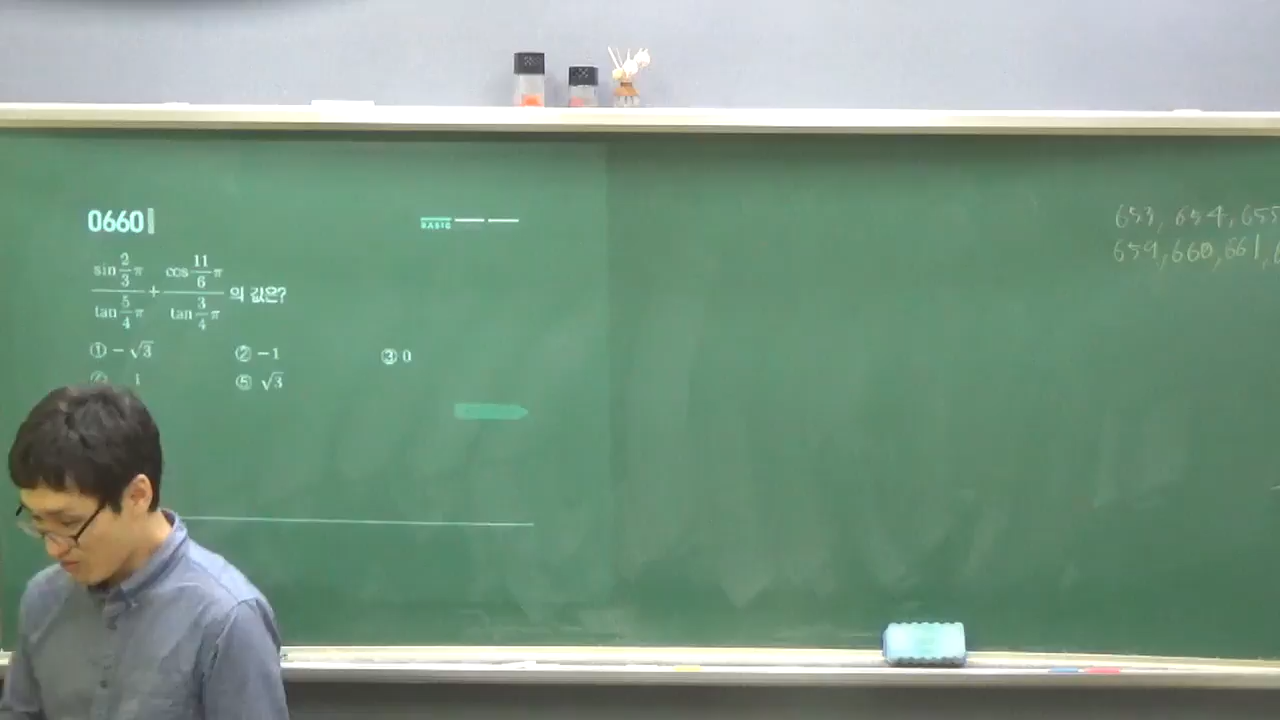 0660
BASIC
sin 2/3 π / tan 5/4 π + cos 11/6 π / tan 3/4 π 의 값은?
① -√3 ② -1 ③ 0
⑤ √3
653, 654, 655
659, 660, 661,